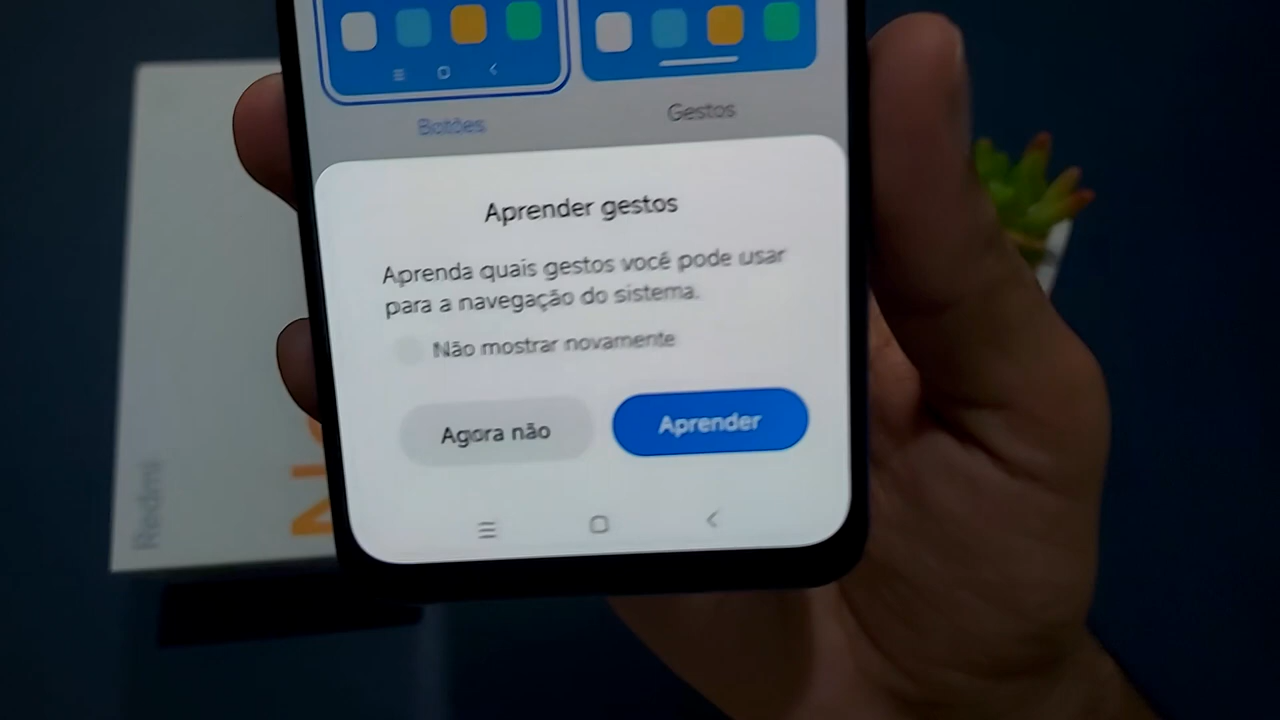 Botões
Gestos
Aprender gestos
Aprenda quais gestos você pode usar
para a navegação do sistema.
Não mostrar novamente
Agora não
Aprender
Redmi